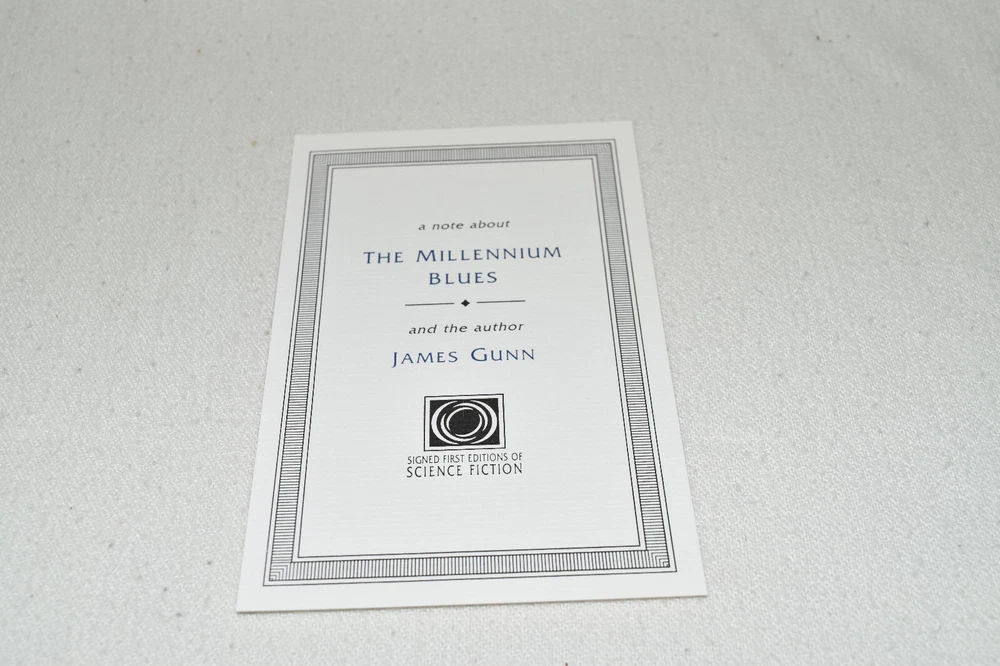 a note about
THE MILLENNIUM
BLUES
and the author
JAMES GUNN
SIGNED FIRST EDITIONS OF
SCIENCE FICTION